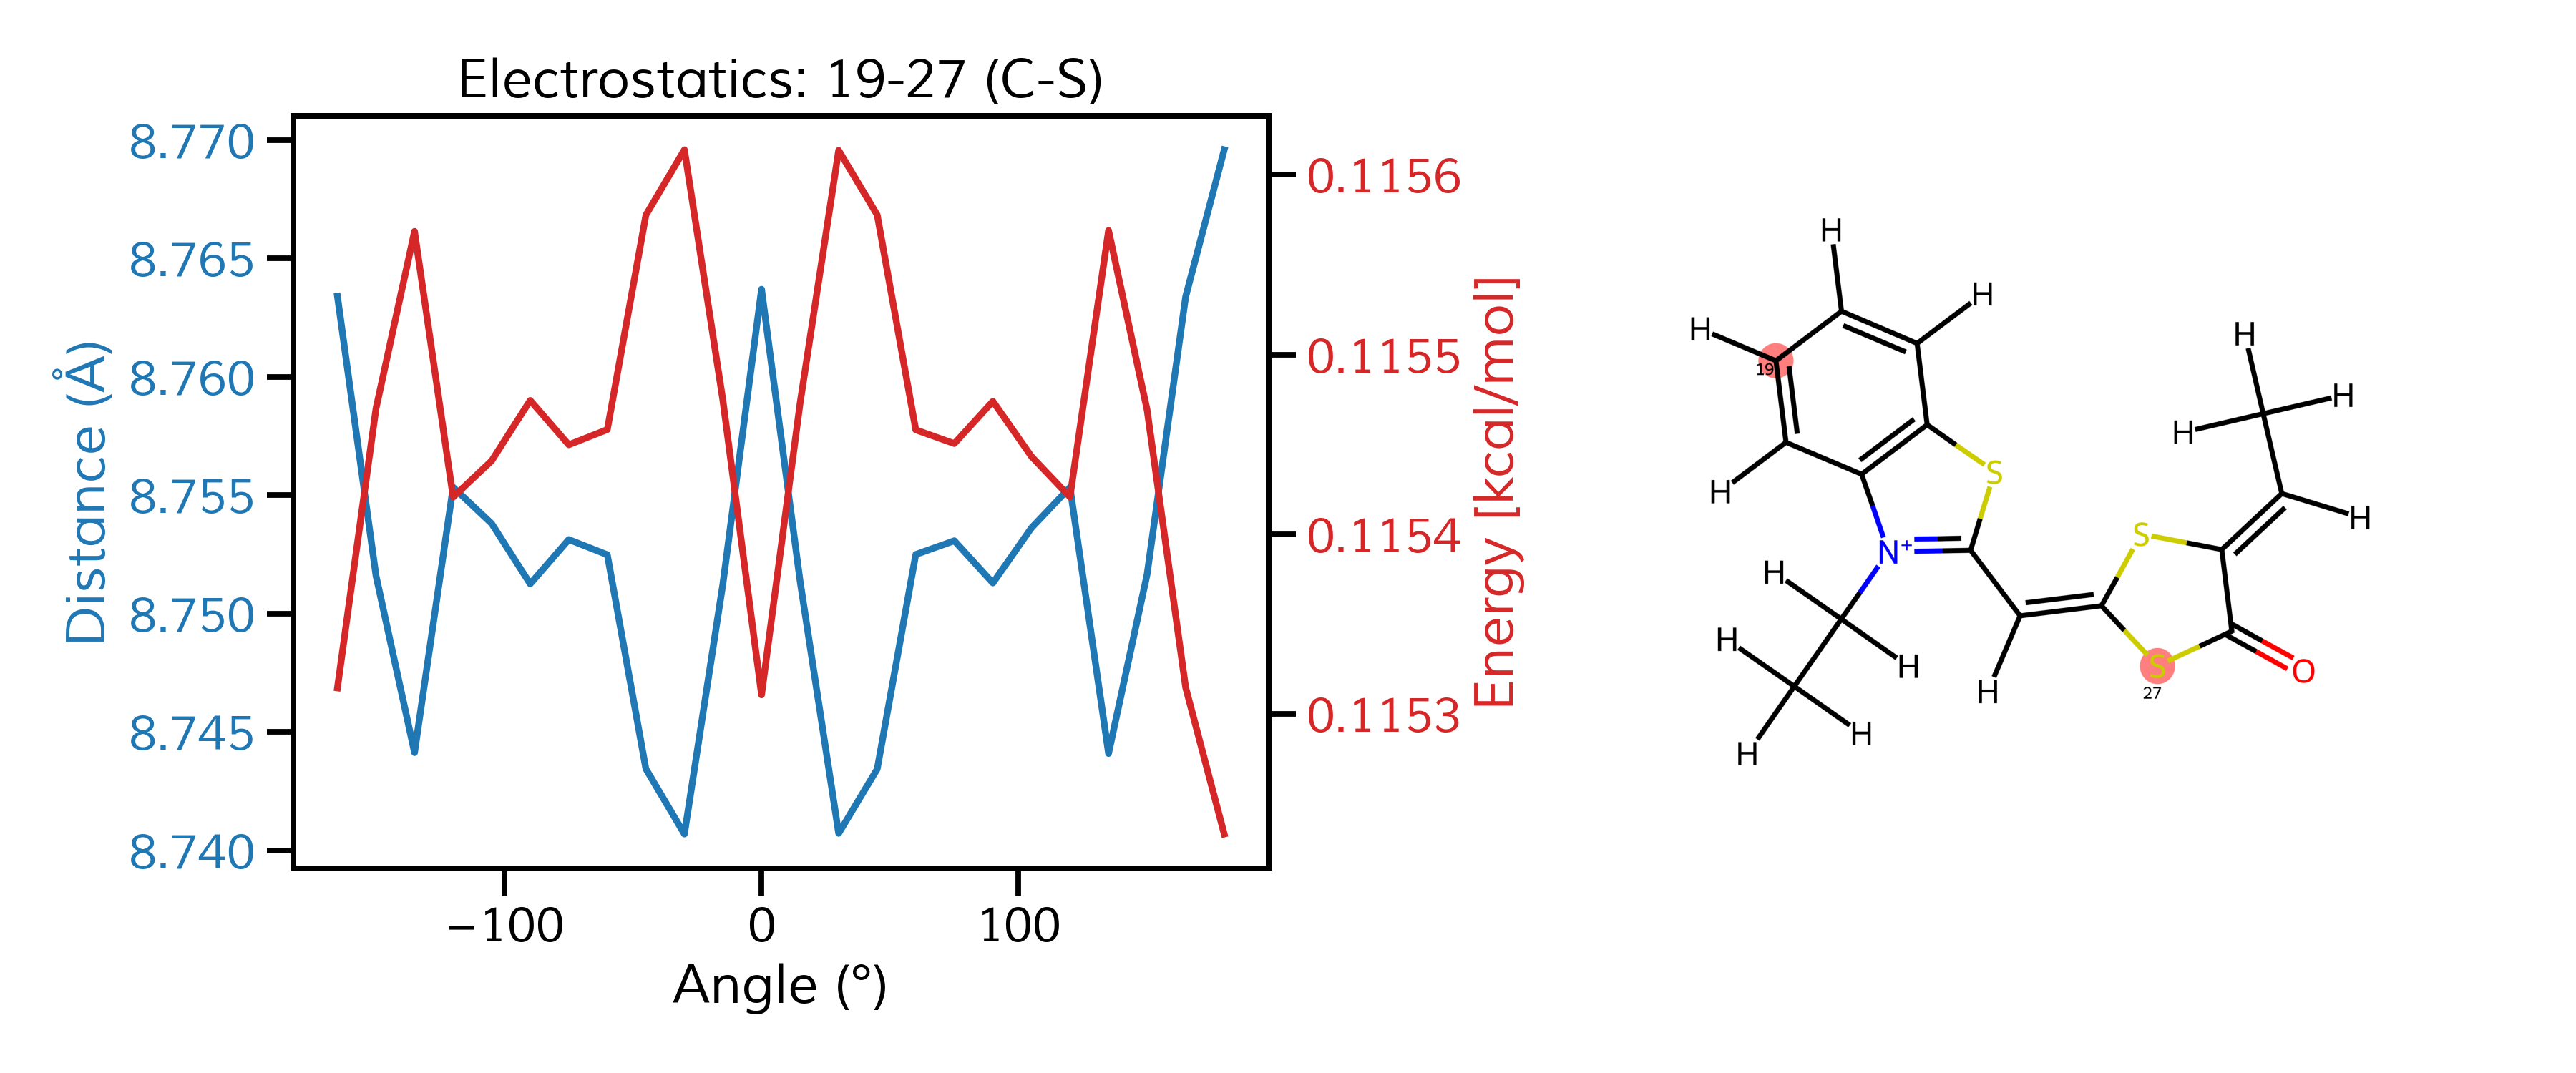 Electrostatics: 19-27 (C-S)
8.770
8.765
8.760
8.755
8.750
8.745
8.740
Distance (Å)
0.1156
0.1155
0.1154
0.1153
Energy [kcal/mol]
−100 0 100
Angle (°)
H
H
H
H
19
H
H
H
S
H
S
N⁺
H
H
H
S
27
O
H
H
H